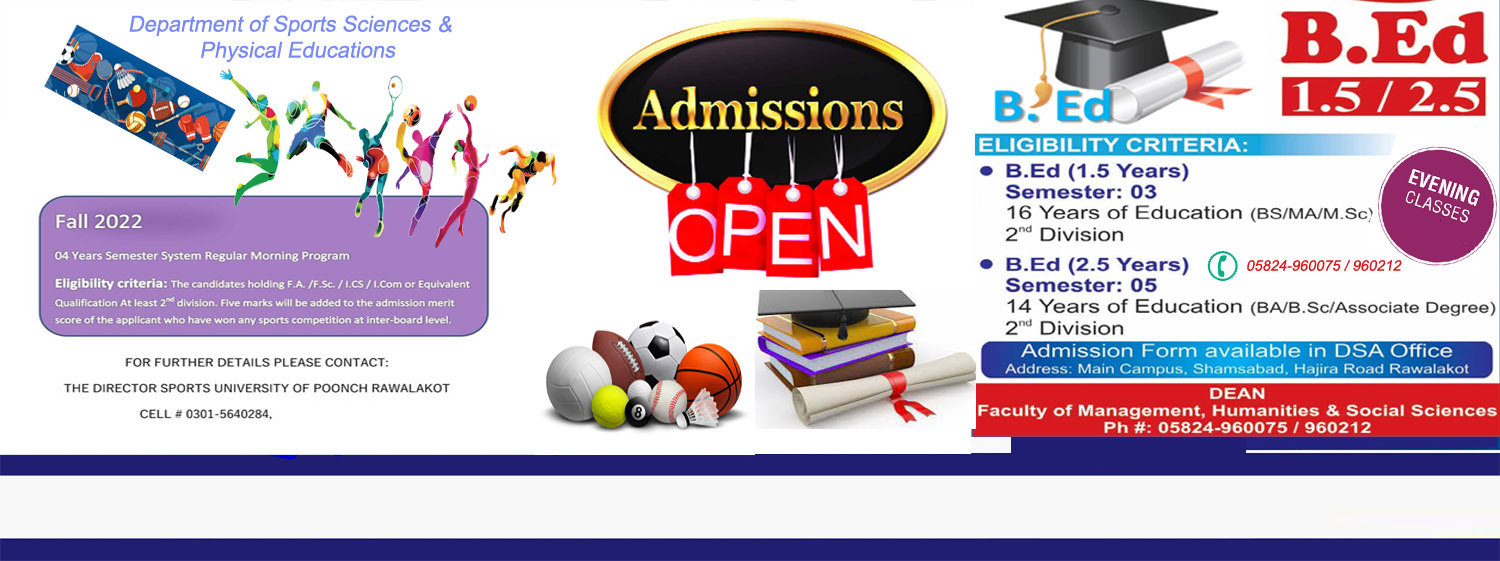 Department of Sports Sciences &
Physical Educations
Fall 2022
04 Years Semester System Regular Morning Program
Eligibility criteria: The candidates holding F.A. /F.Sc. / I.CS / I.Com or Equivalent
Qualification At least 2nd division. Five marks will be added to the admission merit
score of the applicant who have won any sports competition at inter-board level.
FOR FURTHER DETAILS PLEASE CONTACT:
THE DIRECTOR SPORTS UNIVERSITY OF POONCH RAWALAKOT
CELL # 0301-5640284,
Admissions
OPEN
8
B.Ed
B.Ed
1.5 / 2.5
ELIGIBILITY CRITERIA:
• B.Ed (1.5 Years)
Semester: 03
16 Years of Education (BS/MA/M.Sc)
2nd Division
EVENING
CLASSES
• B.Ed (2.5 Years)
05824-960075 / 960212
Semester: 05
14 Years of Education (BA/B.Sc/Associate Degree)
2nd Division
Admission Form available in DSA Office
Address: Main Campus, Shamsabad, Hajira Road Rawalakot
DEAN
Faculty of Management, Humanities & Social Sciences
Ph #: 05824-960075 / 960212